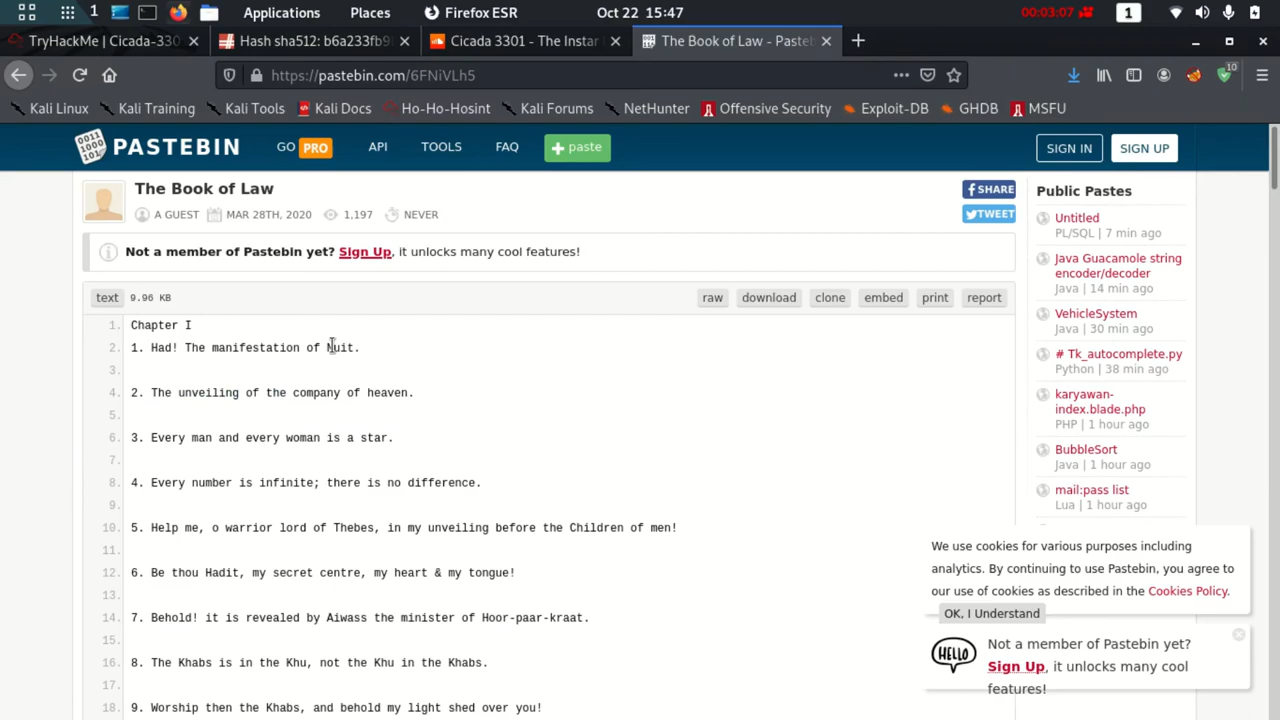 1
Applications
Places
Firefox ESR
Oct 22 15:47
00:03:07
1
TryHackMe | Cicada-330
Hash sha512: b6a233fb9
Cicada 3301 - The Instar
The Book of Law - Paste
https://pastebin.com/6FNiVLh5
10
Kali Linux
Kali Training
Kali Tools
Kali Docs
Ho-Ho-Hosint
Kali Forums
NetHunter
Offensive Security
Exploit-DB
GHDB
MSFU
PASTEBIN
GO PRO
API
TOOLS
FAQ
+ paste
SIGN IN
SIGN UP
The Book of Law
A GUEST
MAR 28TH, 2020
1,197
NEVER
SHARE
TWEET
Not a member of Pastebin yet? Sign Up, it unlocks many cool features!
text
9.96 KB
raw
download
clone
embed
print
report
1. Chapter I
2. 1. Had! The manifestation of Nuit.
3.
4. 2. The unveiling of the company of heaven.
5.
6. 3. Every man and every woman is a star.
7.
8. 4. Every number is infinite; there is no difference.
9.
10. 5. Help me, o warrior lord of Thebes, in my unveiling before the Children of men!
11.
12. 6. Be thou Hadit, my secret centre, my heart & my tongue!
13.
14. 7. Behold! it is revealed by Aiwass the minister of Hoor-paar-kraat.
15.
16. 8. The Khabs is in the Khu, not the Khu in the Khabs.
17.
18. 9. Worship then the Khabs, and behold my light shed over you!
Public Pastes
Untitled
PL/SQL | 7 min ago
Java Guacamole string
encoder/decoder
Java | 14 min ago
VehicleSystem
Java | 30 min ago
# Tk_autocomplete.py
Python | 38 min ago
karyawan-
index.blade.php
PHP | 1 hour ago
BubbleSort
Java | 1 hour ago
mail:pass list
Lua | 1 hour ago
We use cookies for various purposes including
analytics. By continuing to use Pastebin, you agree to
our use of cookies as described in the Cookies Policy.
OK, I Understand
HELLO
Not a member of Pastebin yet?
Sign Up, it unlocks many cool
features!